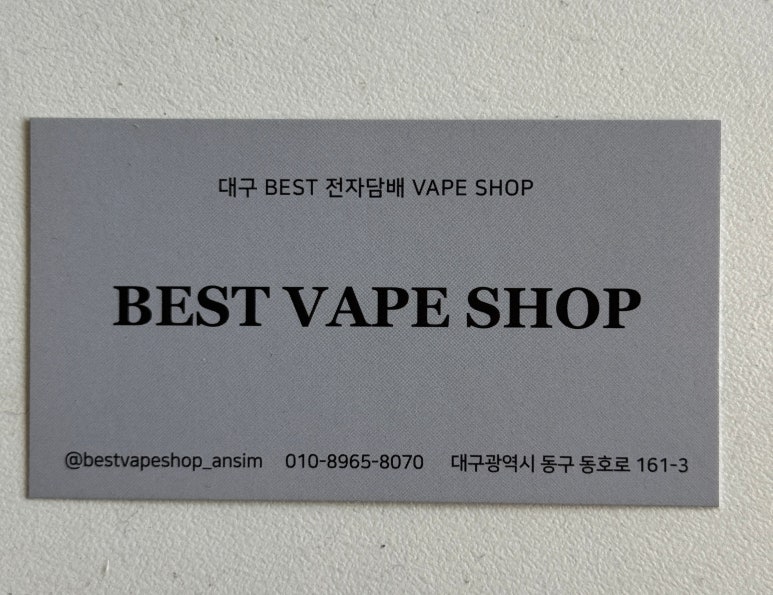 대구 BEST 전자담배 VAPE SHOP
BEST VAPE SHOP
@bestvapeshop_ansim 010-8965-8070 대구광역시 동구 동호로 161-3